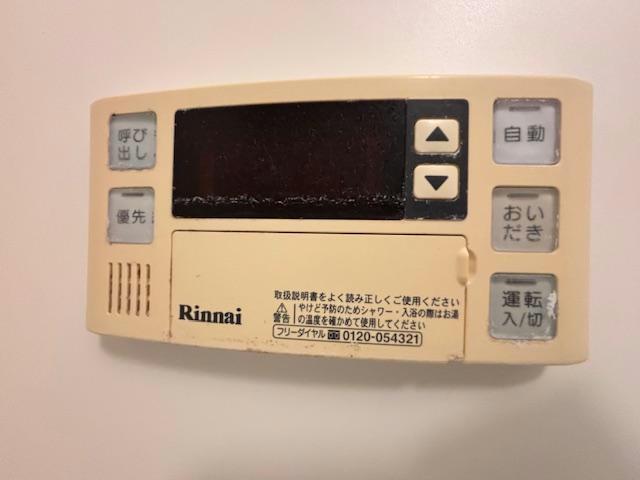 呼び
出し
優先
▲
▼
自動
おい
だき
運転
入/切
Rinnai
取扱説明書をよく読み正しくご使用ください
⚠
警告
やけど予防のためシャワー・入浴の際はお湯
の温度を確かめて使用してください
フリーダイヤル 0120-054321